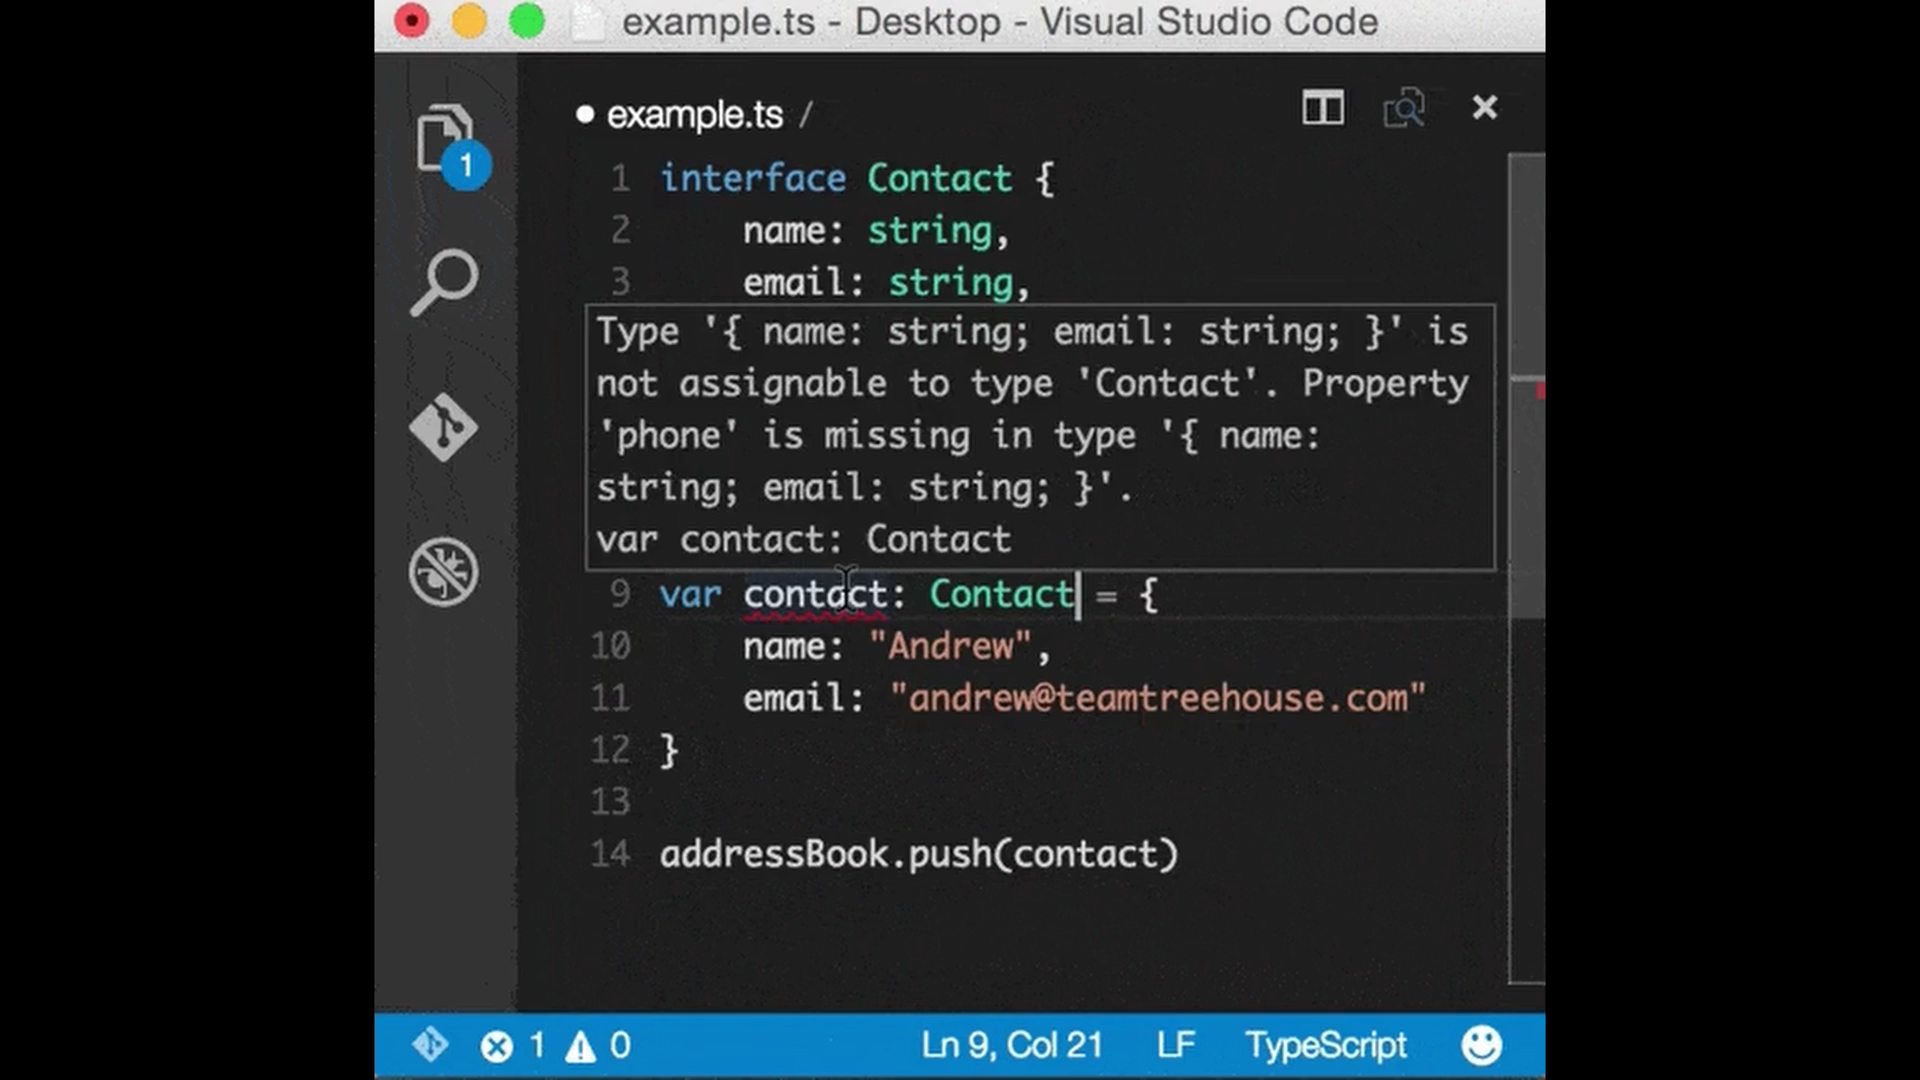 example.ts - Desktop - Visual Studio Code
example.ts /
1
1 interface Contact {
2 name: string,
3 email: string,
Type '{ name: string; email: string; }' is
not assignable to type 'Contact'. Property
'phone' is missing in type '{ name:
string; email: string; }'.
var contact: Contact
9 var contact: Contact = {
10 name: "Andrew",
11 email: "andrew@teamtreehouse.com"
12 }
13
14 addressBook.push(contact)
1 0 Ln 9, Col 21 LF TypeScript